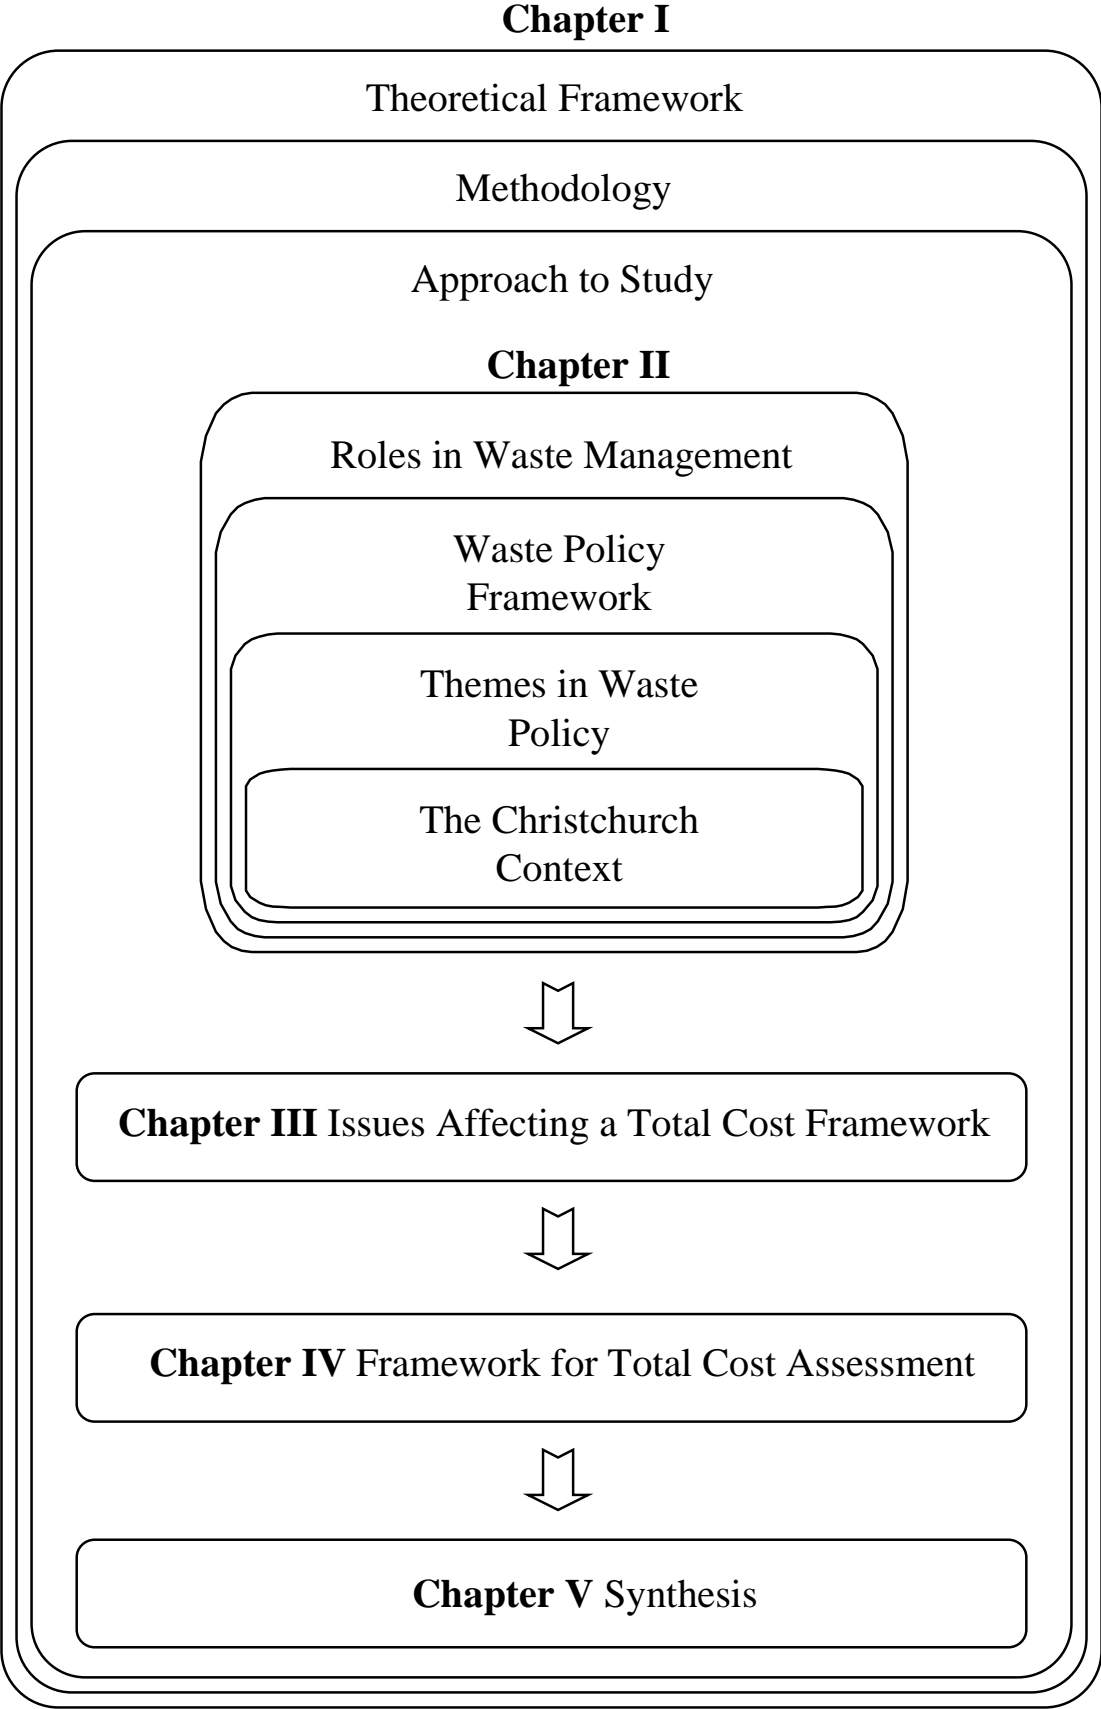 Chapter I
Theoretical Framework
Methodology
Approach to Study
Chapter II
Roles in Waste Management
Waste Policy
Framework
Themes in Waste
Policy
The Christchurch
Context
Chapter III Issues Affecting a Total Cost Framework
Chapter IV Framework for Total Cost Assessment
Chapter V Synthesis